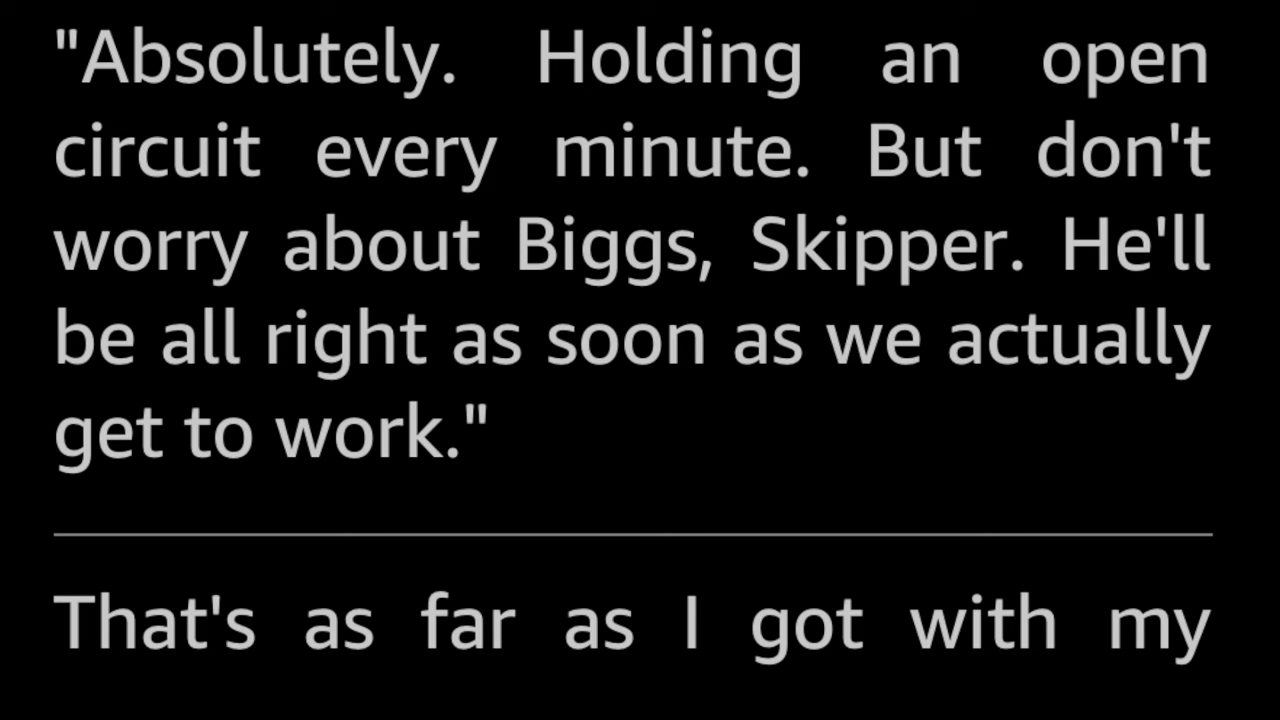 "Absolutely. Holding an open
circuit every minute. But don't
worry about Biggs, Skipper. He'll
be all right as soon as we actually
get to work."
That's as far as I got with my